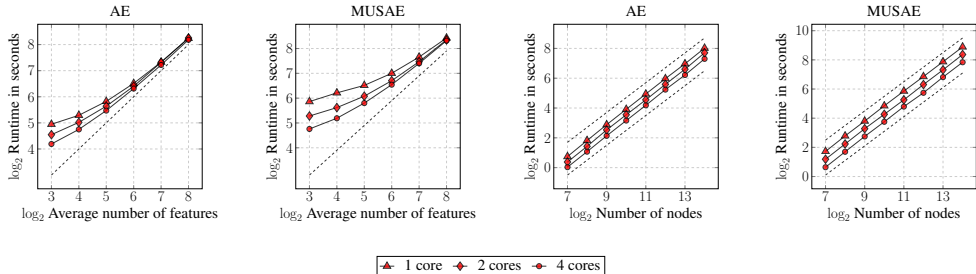 AE
MUSAE
AE
MUSAE
log₂ Runtime in seconds
8
7
6
5
4
3 4 5 6 7 8
log₂ Average number of features
log₂ Runtime in seconds
8
7
6
5
4
3 4 5 6 7 8
log₂ Average number of features
log₂ Runtime in seconds
8
6
4
2
0
7 9 11 13
log₂ Number of nodes
log₂ Runtime in seconds
10
8
6
4
2
0
7 9 11 13
log₂ Number of nodes
1 core 2 cores 4 cores